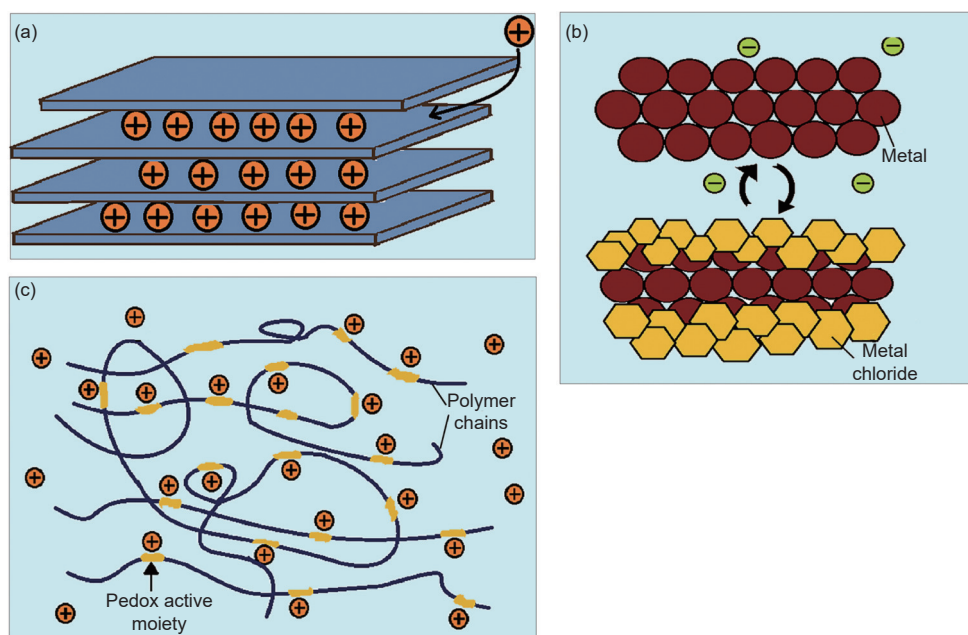 (a)
(b)
Metal
Metal
chloride
(c)
Polymer
chains
Pedox active
moiety